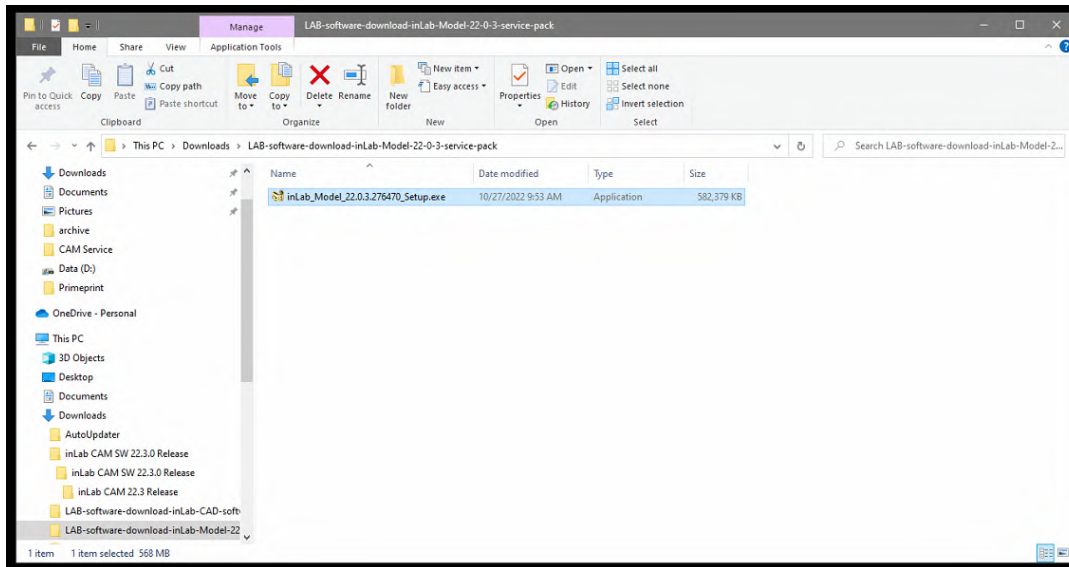 Manage
LAB-software-download-inLab-Model-22-0-3-service-pack
File
Home
Share
View
Application Tools
Pin to Quick access
Copy
Paste
Cut
Copy path
Paste shortcut
Clipboard
Move to
Copy to
Delete
Rename
Organize
New folder
New item
Easy access
New
Properties
Open
Edit
History
Open
Select all
Select none
Invert selection
Select
This PC > Downloads > LAB-software-download-inLab-Model-22-0-3-service-pack
Search LAB-software-download-inLab-Model-2...
Name
Date modified
Type
Size
inLab_Model_22.0.3.276470_Setup.exe
10/27/2022 9:53 AM
Application
582,379 KB
Downloads
Documents
Pictures
archive
CAM Service
Data (D:)
Primeprint
OneDrive - Personal
This PC
3D Objects
Desktop
Documents
Downloads
AutoUpdater
inLab CAM SW 22.3.0 Release
inLab CAM SW 22.3.0 Release
inLab CAM 22.3 Release
LAB-software-download-inLab-CAD-soft
LAB-software-download-inLab-Model-22
1 item
1 item selected 568 MB